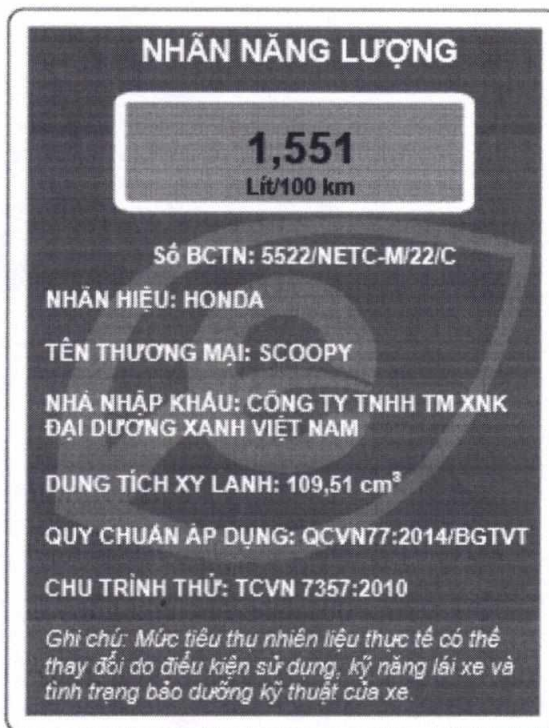 NHÃN NĂNG LƯỢNG
1,551
Lít/100 km
Số BCTN: 5522/NETC-M/22/C
NHÃN HIỆU: HONDA
TÊN THƯƠNG MẠI: SCOOPY
NHÀ NHẬP KHẨU: CÔNG TY TNHH TM XNK
ĐẠI DƯƠNG XANH VIỆT NAM
DUNG TÍCH XY LANH: 109,51 cm³
QUY CHUẨN ÁP DỤNG: QCVN77:2014/BGTVT
CHU TRÌNH THỬ: TCVN 7357:2010
Ghi chú: Mức tiêu thụ nhiên liệu thực tế có thể
thay đổi do điều kiện sử dụng, kỹ năng lái xe và
tình trạng bảo dưỡng kỹ thuật của xe.